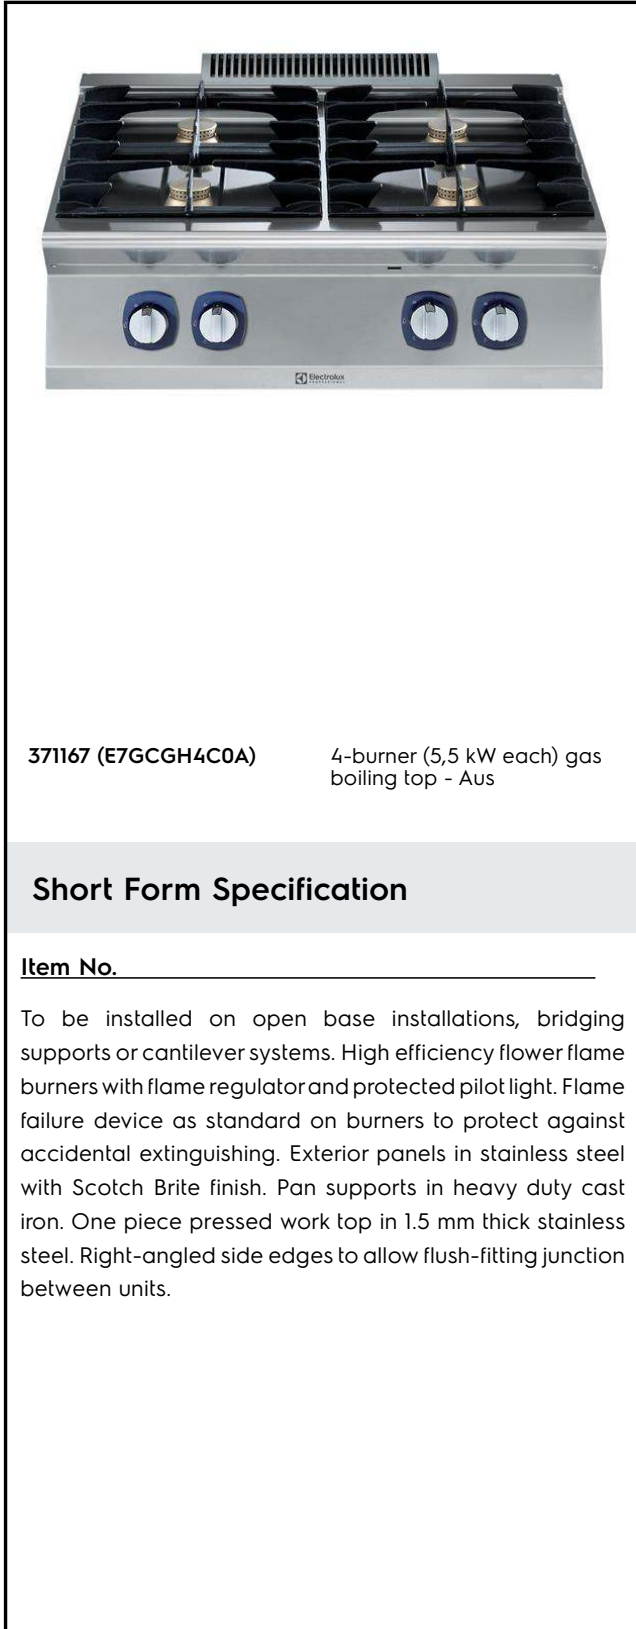 Electrolux
PROFESSIONAL
371167 (E7GCGH4C0A)
4-burner (5,5 kW each) gas
boiling top - Aus
Short Form Specification
Item No.
To be installed on open base installations, bridging
supports or cantilever systems. High efficiency flower flame
burners with flame regulator and protected pilot light. Flame
failure device as standard on burners to protect against
accidental extinguishing. Exterior panels in stainless steel
with Scotch Brite finish. Pan supports in heavy duty cast
iron. One piece pressed work top in 1.5 mm thick stainless
steel. Right-angled side edges to allow flush-fitting junction
between units.